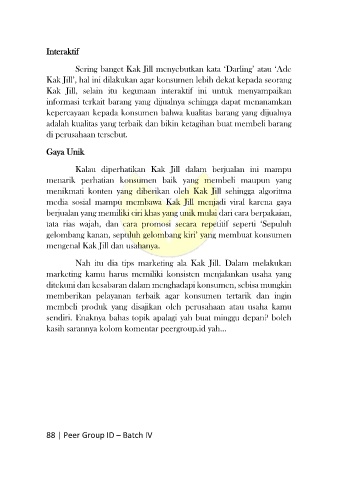 Interaktif
Sering banget Kak Jill menyebutkan kata 'Darling' atau 'Ade
Kak Jill', hal ini dilakukan agar konsumen lebih dekat kepada seorang
Kak Jill, selain itu kegunaan interaktif ini untuk menyampaikan
informasi terkait barang yang dijualnya sehingga dapat menanamkan
kepercayaan kepada konsumen bahwa kualitas barang yang dijualnya
adalah kualitas yang terbaik dan bikin ketagihan buat membeli barang
di perusahaan tersebut.
Gaya Unik
Kalau diperhatikan Kak Jill dalam berjualan ini mampu
menarik perhatian konsumen baik yang membeli maupun yang
menikmati konten yang diberikan oleh Kak Jill sehingga algoritma
media sosial mampu membawa Kak Jill menjadi viral karena gaya
berjualan yang memiliki ciri khas yang unik mulai dari cara berpakaian,
tata rias wajah, dan cara promosi secara repetitif seperti 'Sepuluh
gelombang kanan, sepuluh gelombang kiri' yang membuat konsumen
mengenal Kak Jill dan usahanya.
Nah itu dia tips marketing ala Kak Jill. Dalam melakukan
marketing kamu harus memiliki konsisten menjalankan usaha yang
ditekuni dan kesabaran dalam menghadapi konsumen, sebisa mungkin
memberikan pelayanan terbaik agar konsumen tertarik dan ingin
membeli produk yang disajikan oleh perusahaan atau usaha kamu
sendiri. Enaknya bahas topik apalagi yah buat minggu depan? boleh
kasih sarannya kolom komentar peergroup.id yah...
88 | Peer Group ID – Batch IV